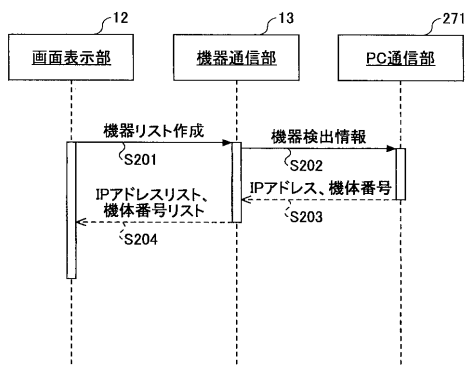 12
13
271
画面表示部
機器通信部
PC通信部
機器リスト作成
S201
機器検出情報
S202
IPアドレス、機体番号
S203
IPアドレスリスト、
機体番号リスト
S204